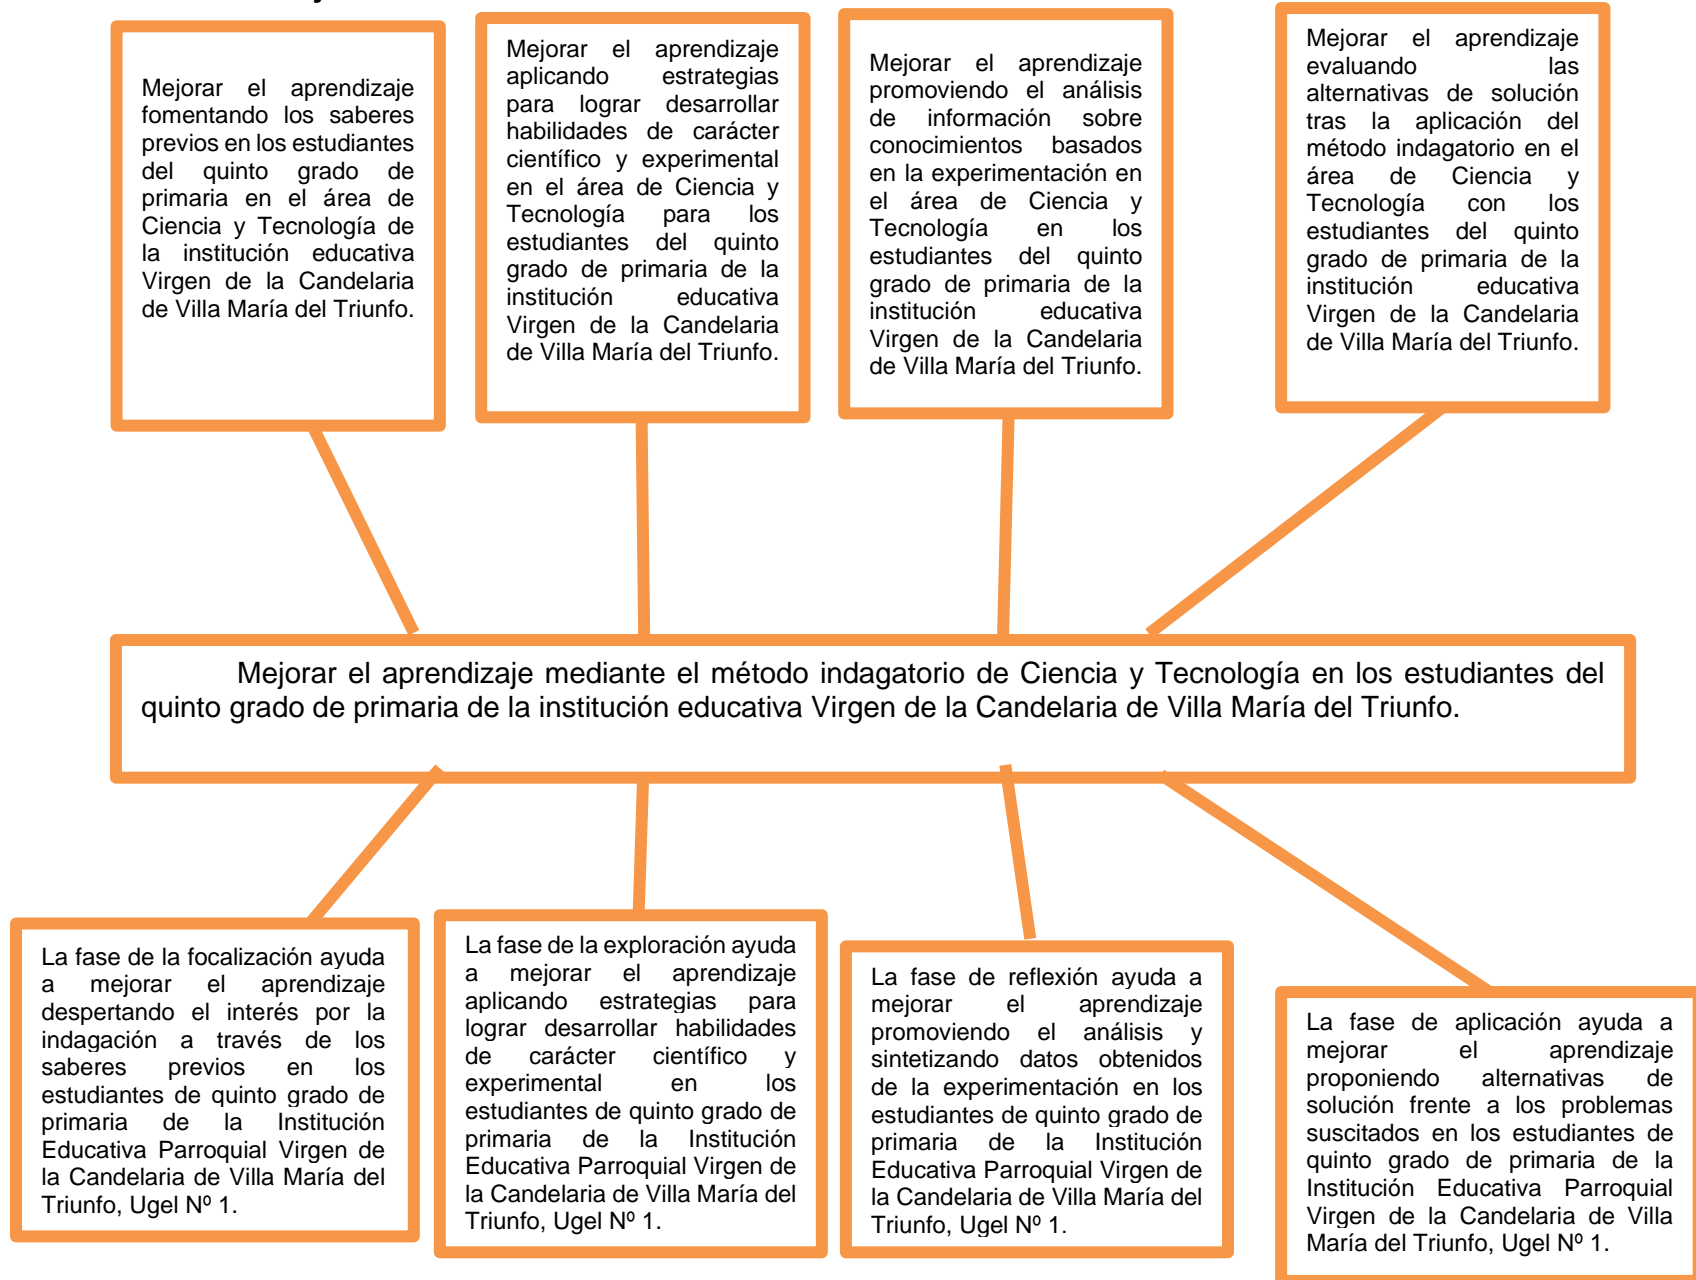 Mejorar el aprendizaje
fomentando los saberes
previos en los estudiantes
del quinto grado de
primaria en el área de
Ciencia y Tecnología de
la institución educativa
Virgen de la Candelaria
de Villa María del Triunfo.
Mejorar el aprendizaje
aplicando estrategias
para lograr desarrollar
habilidades de carácter
científico y experimental
en el área de Ciencia y
Tecnología para los
estudiantes del quinto
grado de primaria de la
institución educativa
Virgen de la Candelaria
de Villa María del Triunfo.
Mejorar el aprendizaje
promoviendo el análisis
de información sobre
conocimientos basados
en la experimentación en
el área de Ciencia y
Tecnología en los
estudiantes del quinto
grado de primaria de la
institución educativa
Virgen de la Candelaria
de Villa María del Triunfo.
Mejorar el aprendizaje
evaluando las
alternativas de solución
tras la aplicación del
método indagatorio en el
área de Ciencia y
Tecnología con los
estudiantes del quinto
grado de primaria de la
institución educativa
Virgen de la Candelaria
de Villa María del Triunfo.
Mejorar el aprendizaje mediante el método indagatorio de Ciencia y Tecnología en los estudiantes del
quinto grado de primaria de la institución educativa Virgen de la Candelaria de Villa María del Triunfo.
La fase de la focalización ayuda
a mejorar el aprendizaje
despertando el interés por la
indagación a través de los
saberes previos en los
estudiantes de quinto grado de
primaria de la Institución
Educativa Parroquial Virgen de
la Candelaria de Villa María del
Triunfo, Ugel Nº 1.
La fase de la exploración ayuda
a mejorar el aprendizaje
aplicando estrategias para
lograr desarrollar habilidades
de carácter científico y
experimental en los
estudiantes de quinto grado de
primaria de la Institución
Educativa Parroquial Virgen de
la Candelaria de Villa María del
Triunfo, Ugel Nº 1.
La fase de reflexión ayuda a
mejorar el aprendizaje
promoviendo el análisis y
sintetizando datos obtenidos
de la experimentación en los
estudiantes de quinto grado de
primaria de la Institución
Educativa Parroquial Virgen de
la Candelaria de Villa María del
Triunfo, Ugel Nº 1.
La fase de aplicación ayuda a
mejorar el aprendizaje
proponiendo alternativas de
solución frente a los problemas
suscitados en los estudiantes de
quinto grado de primaria de la
Institución Educativa Parroquial
Virgen de la Candelaria de Villa
María del Triunfo, Ugel Nº 1.